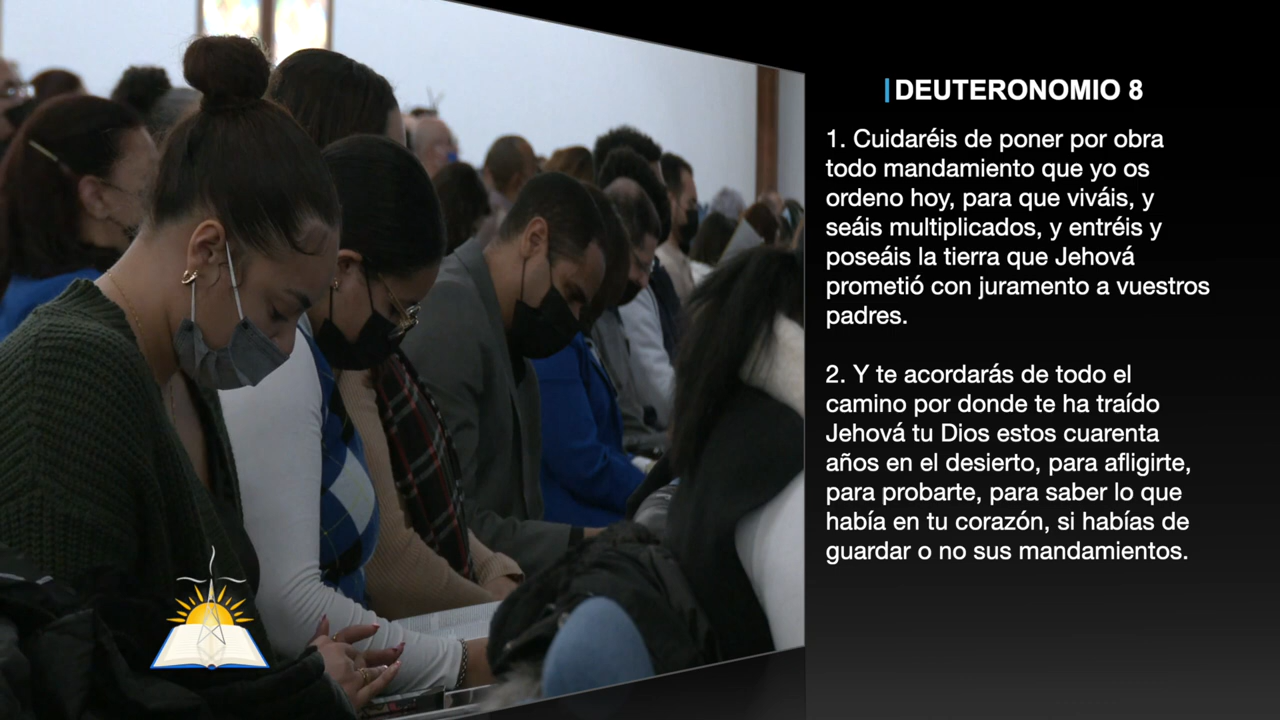 DEUTERONOMIO 8
1. Cuidaréis de poner por obra
todo mandamiento que yo os
ordeno hoy, para que viváis, y
seáis multiplicados, y entréis y
poseáis la tierra que Jehová
prometió con juramento a vuestros
padres.
2. Y te acordarás de todo el
camino por donde te ha traído
Jehová tu Dios estos cuarenta
años en el desierto, para afligirte,
para probarte, para saber lo que
había en tu corazón, si habías de
guardar o no sus mandamientos.